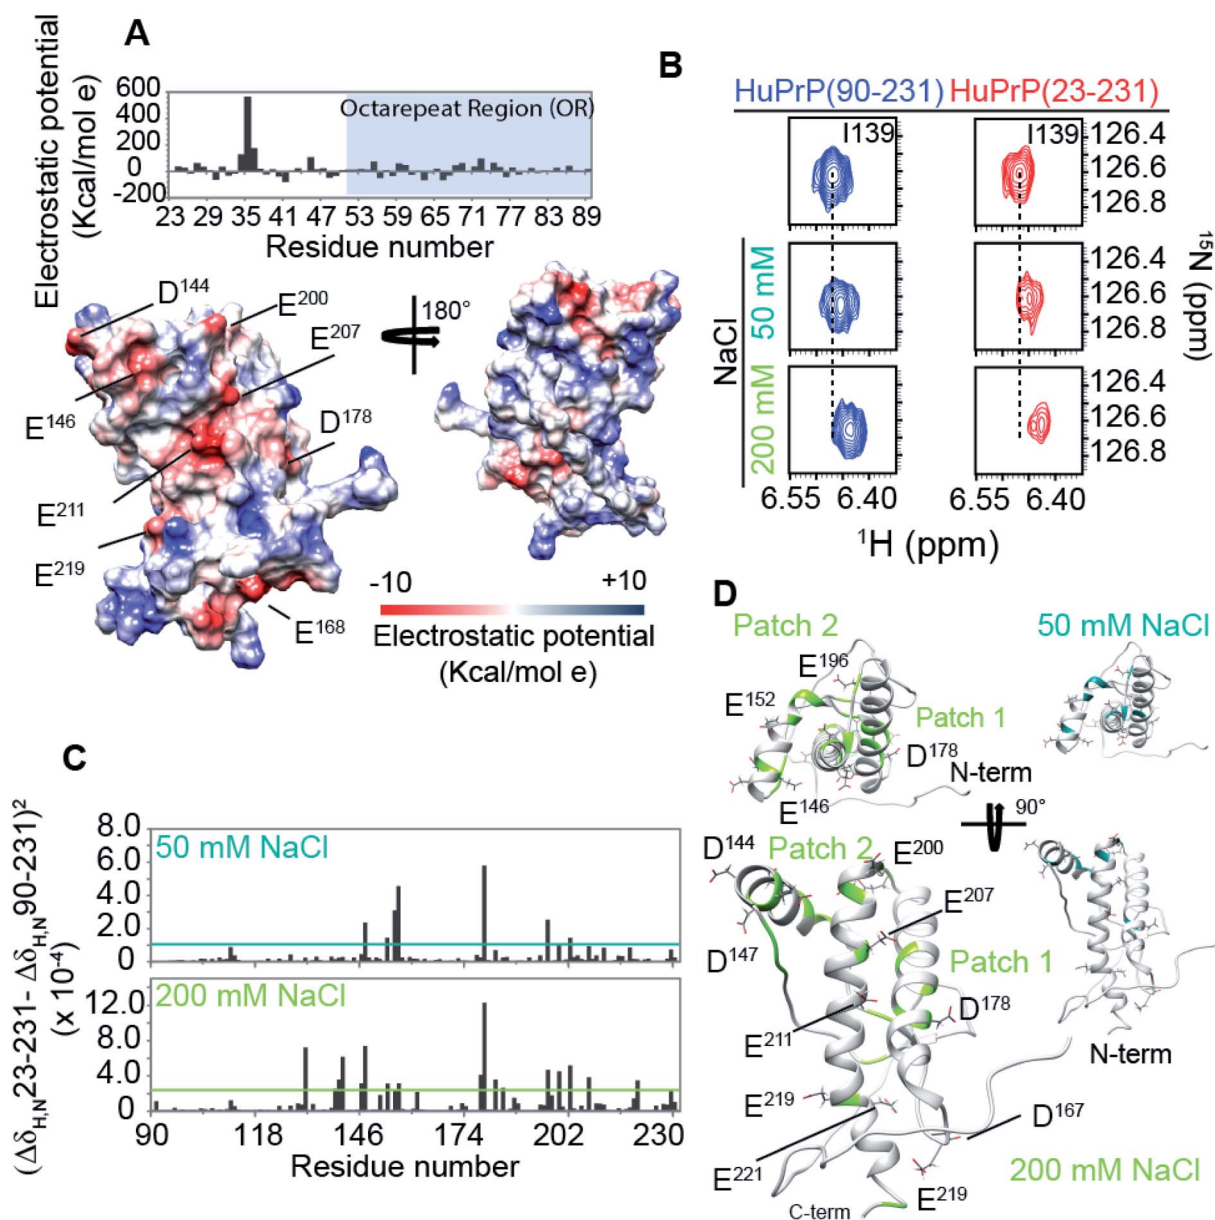 A
Electrostatic potential
(Kcal/mol e)
600
400
200
0
-200
Octarepeat Region (OR)
23 29 35 41 47 53 59 65 71 77 83 89
Residue number
D144
E200
E207
E146
D178
E211
E219
E168
180°
-10 +10
Electrostatic potential
(Kcal/mol e)
B
HuPrP(90-231) HuPrP(23-231)
I139 I139
126.4
126.6
126.8
126.4
126.6
126.8
126.4
126.6
126.8
15N (ppm)
NaCl
50 mM
200 mM
6.55 6.40 6.55 6.40
1H (ppm)
C
(ΔδH,N23-231- ΔδH,N90-231)²
(x 10-4)
8.0
6.0
4.0
2.0
0
50 mM NaCl
12.0
8.0
4.0
0
200 mM NaCl
90 118 146 174 202 230
Residue number
D
Patch 2
50 mM NaCl
E196
E152
Patch 1
D178
N-term
E146
90°
D144
Patch 2
E200
E207
D147
Patch 1
D178
E211
N-term
E219
D167
E221
E219
200 mM NaCl
C-term